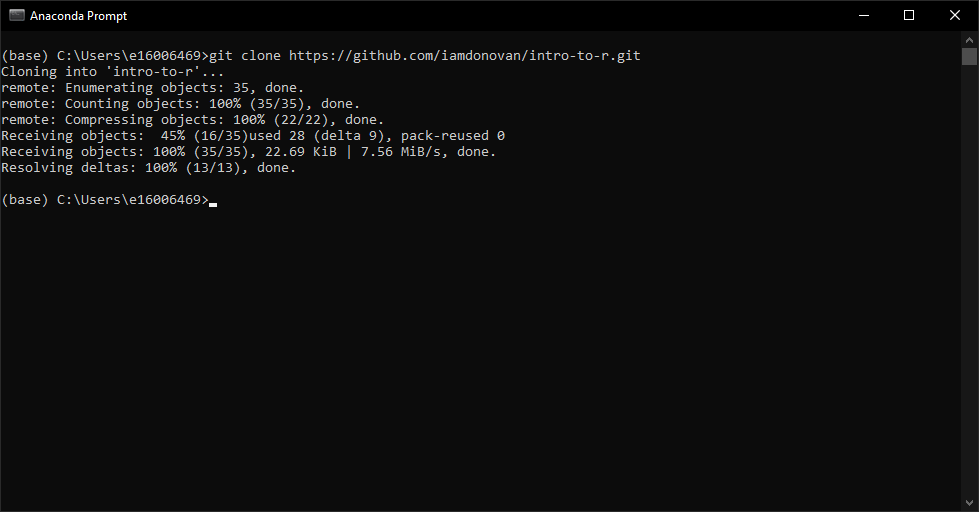 Anaconda Prompt
(base) C:\Users\e16006469>git clone https://github.com/iamdonovan/intro-to-r.git
Cloning into 'intro-to-r'...
remote: Enumerating objects: 35, done.
remote: Counting objects: 100% (35/35), done.
remote: Compressing objects: 100% (22/22), done.
Receiving objects:  45% (16/35)used 28 (delta 9), pack-reused 0
Receiving objects: 100% (35/35), 22.69 KiB | 7.56 MiB/s, done.
Resolving deltas: 100% (13/13), done.
(base) C:\Users\e16006469>